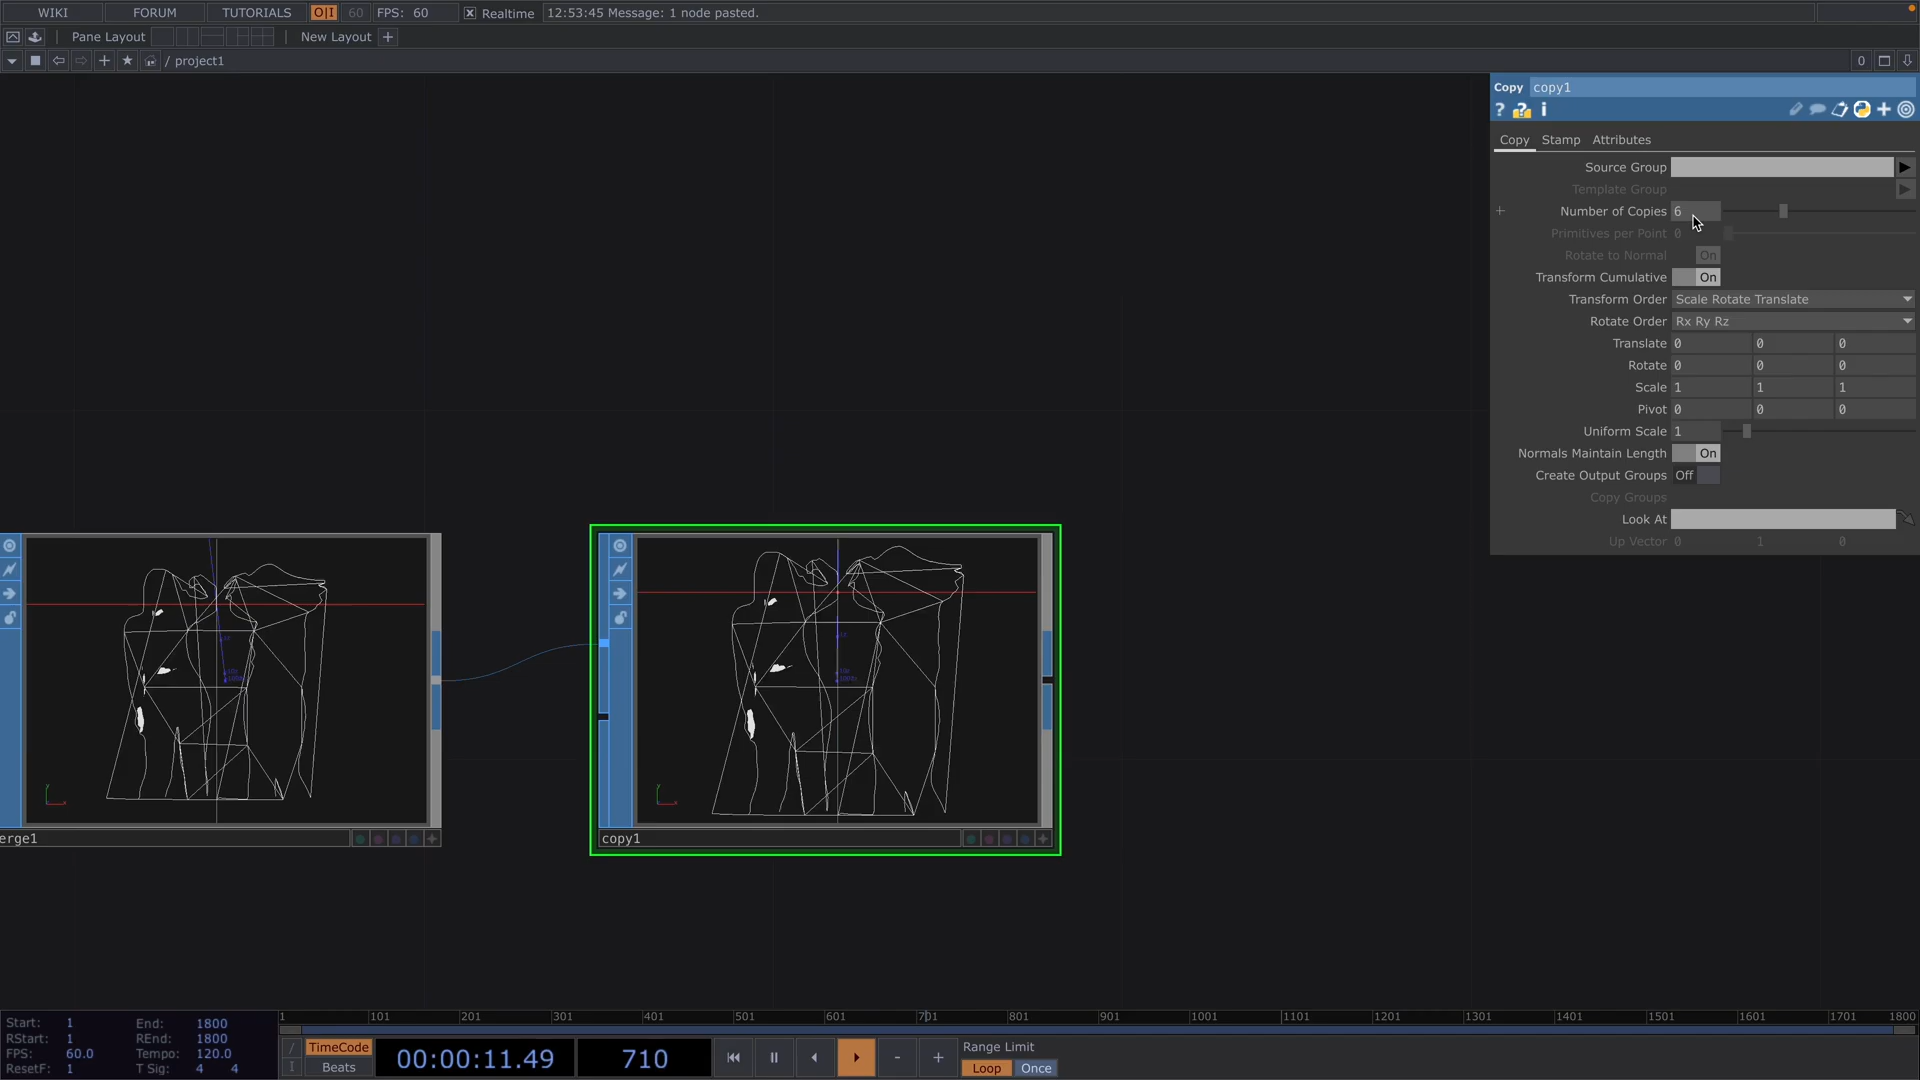 WIKI FORUM TUTORIALS O|I 60 FPS: 60 Realtime 12:53:45 Message: 1 node pasted.
Pane Layout New Layout +
/ project1 0
Copy copy1
? ? i
Copy Stamp Attributes
Source Group
Template Group
Number of Copies 6
Primitives per Point 0
Rotate to Normal On
Transform Cumulative On
Transform Order Scale Rotate Translate
Rotate Order Rx Ry Rz
Translate 0 0 0
Rotate 0 0 0
Scale 1 1 1
Pivot 0 0 0
Uniform Scale 1
Normals Maintain Length On
Create Output Groups Off
Copy Groups
Look At
Up Vector 0 1 0
erge1
copy1
1 101 201 301 401 501 601 701 801 901 1001 1101 1201 1301 1401 1501 1601 1701 1800
Start: 1 End: 1800
RStart: 1 REnd: 1800
FPS: 60.0 Tempo: 120.0
ResetF: 1 T Sig: 4 4
/
I
TimeCode
Beats
00:00:11.49 710 - +
Range Limit
Loop Once